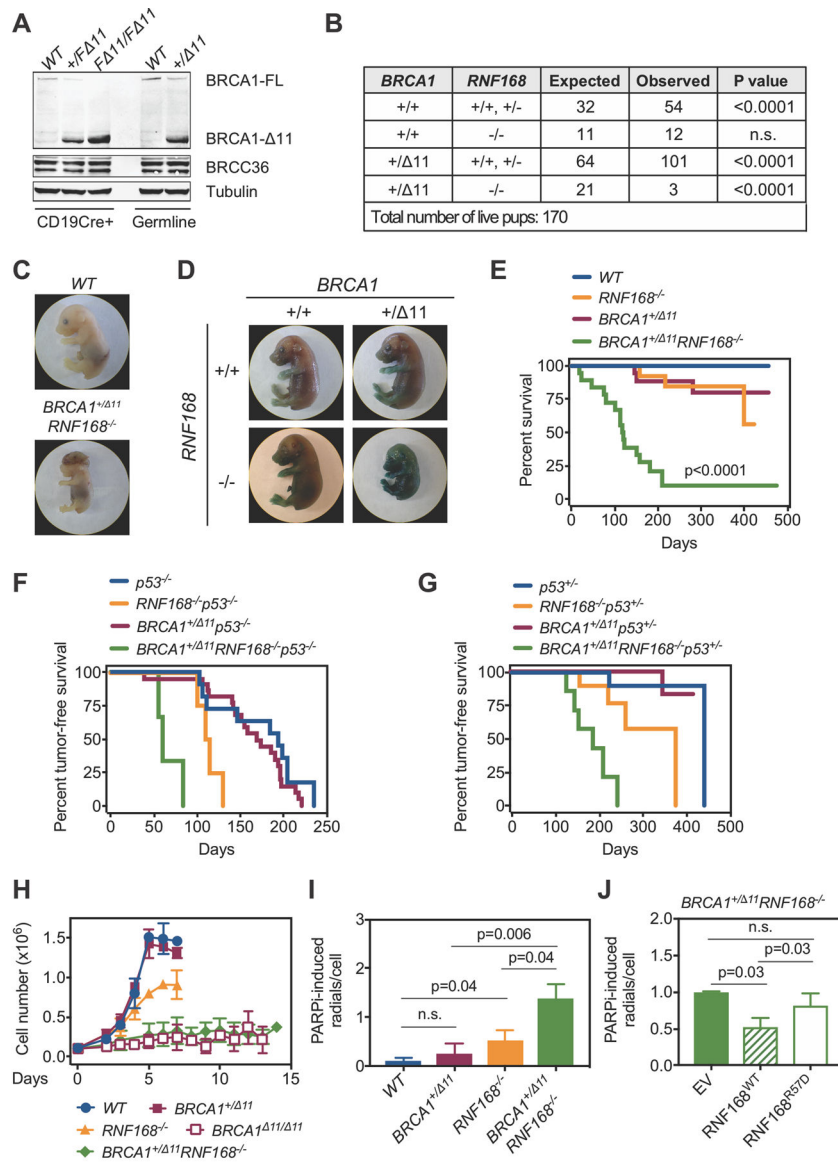 A
WT
+/FΔ11
FΔ11/FΔ11
WT
+/Δ11
BRCA1-FL
BRCA1-Δ11
BRCC36
Tubulin
CD19Cre+ Germline
B
BRCA1 RNF168 Expected Observed P value
+/+ +/+, +/- 32 54 <0.0001
+/+ -/- 11 12 n.s.
+/Δ11 +/+, +/- 64 101 <0.0001
+/Δ11 -/- 21 3 <0.0001
Total number of live pups: 170
C
WT
BRCA1+/Δ11
RNF168-/-
D
BRCA1
+/+ +/Δ11
RNF168
+/+
-/-
E
WT
RNF168-/-
BRCA1+/Δ11
BRCA1+/Δ11RNF168-/-
Percent survival
100
75
50
25
0
p<0.0001
0 100 200 300 400 500
Days
F
p53-/-
RNF168-/-p53-/-
BRCA1+/Δ11p53-/-
BRCA1+/Δ11RNF168-/-p53-/-
Percent tumor-free survival
100
75
50
25
0
0 50 100 150 200 250
Days
G
p53+/-
RNF168-/-p53+/-
BRCA1+/Δ11p53+/-
BRCA1+/Δ11RNF168-/-p53+/-
Percent tumor-free survival
100
75
50
25
0
0 100 200 300 400 500
Days
H
Cell number (x10⁶)
1.5
1.0
0.5
0.0
0 5 10 15
Days
WT BRCA1+/Δ11
RNF168-/- BRCA1Δ11/Δ11
BRCA1+/Δ11RNF168-/-
I
PARPi-induced
radials/cell
3
2
1
0
p=0.006
p=0.04
p=0.04
n.s.
WT
BRCA1+/Δ11
RNF168-/-
BRCA1+/Δ11
RNF168-/-
J
BRCA1+/Δ11RNF168-/-
PARPi-induced
radials/cell
2.0
1.5
1.0
0.5
0.0
n.s.
p=0.03
p=0.03
EV
RNF168WT
RNF168R57D